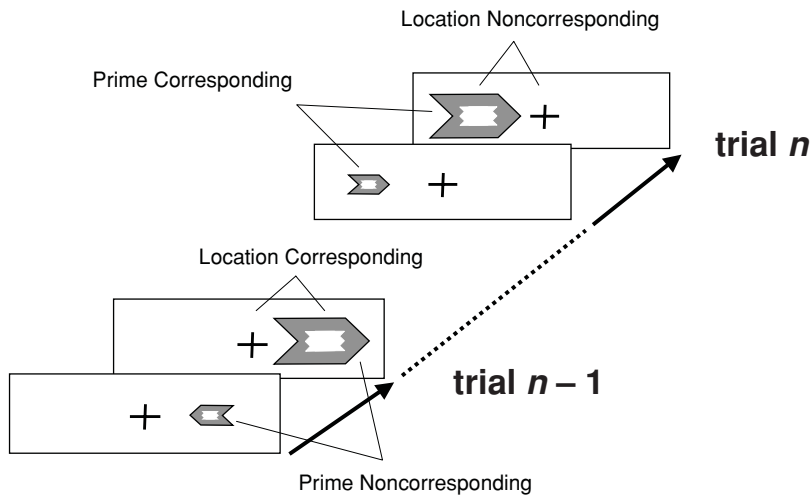 Location Noncorresponding
Prime Corresponding
trial n
Location Corresponding
trial n – 1
Prime Noncorresponding